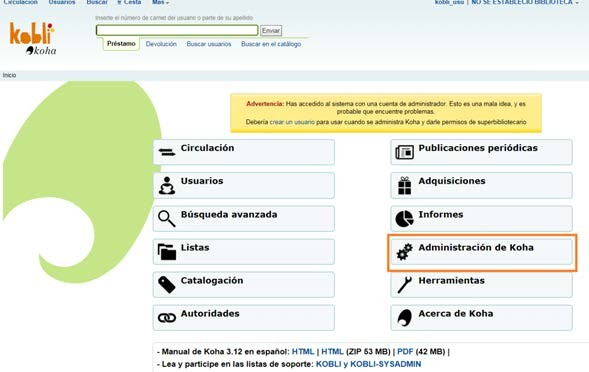 Circulación Usuarios Buscar Cesta Más kobli_usu | NO SE ESTABLECIÓ BIBLIOTECA
Inserte el número de carnet del usuario o parte de su apellido
kobli
koha
Enviar
Préstamo Devolución Buscar usuarios Buscar en el catálogo
Inicio
Advertencia: Has accedido al sistema con una cuenta de administrador. Esto es una mala idea, y es
probable que encuentre problemas.
Debería crear un usuario para usar cuando se administra Koha y darle permisos de superbibliotecario
Circulación
Publicaciones periódicas
Usuarios
Adquisiciones
Búsqueda avanzada
Informes
Listas
Administración de Koha
Catalogación
Herramientas
Autoridades
Acerca de Koha
- Manual de Koha 3.12 en español: HTML | HTML (ZIP 53 MB) | PDF (42 MB) |
- Lea y participe en las listas de soporte: KOBLI y KOBLI-SYSADMIN